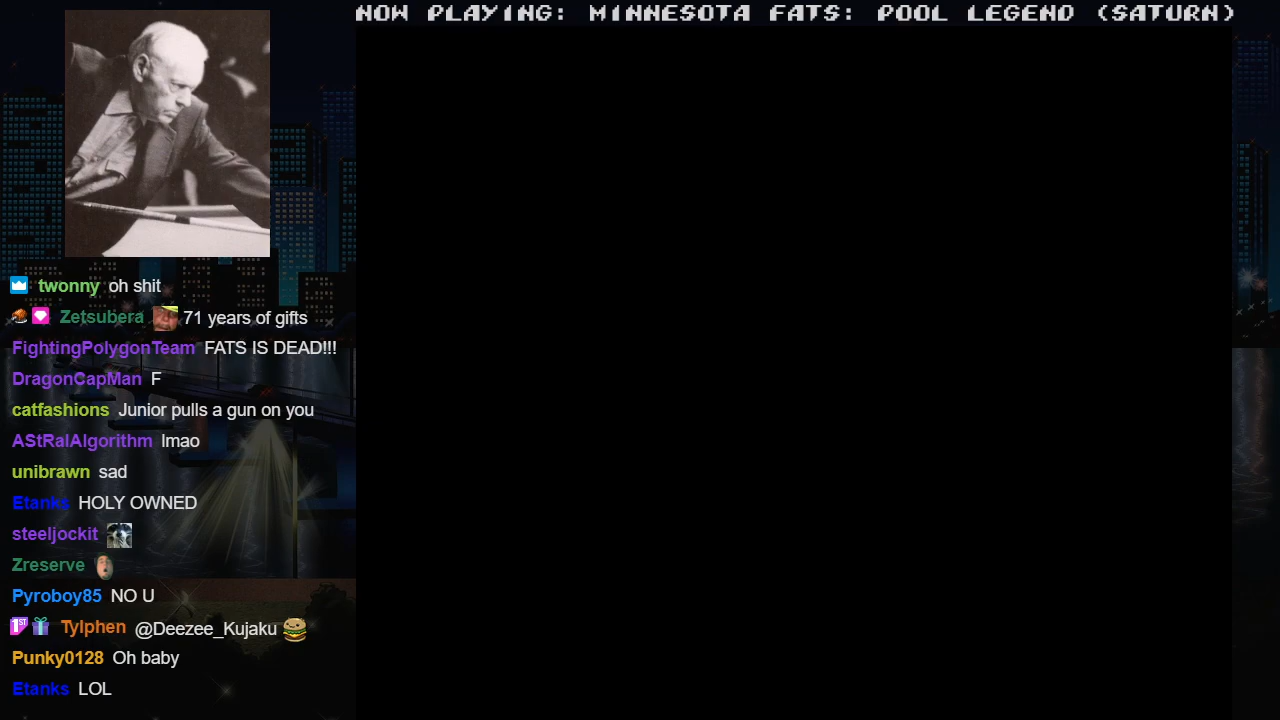 NOW PLAYING: MINNESOTA FATS: POOL LEGEND (SATURN)
twonny oh shit
Zetsubera 71 years of gifts
FightingPolygonTeam FATS IS DEAD!!!
DragonCapMan F
catfashions Junior pulls a gun on you
AStRalAlgorithm lmao
unibrawn sad
Etanks HOLY OWNED
steeljockit
Zreserve
Pyroboy85 NO U
1ST Tylphen @Deezee_Kujaku
Punky0128 Oh baby
Etanks LOL